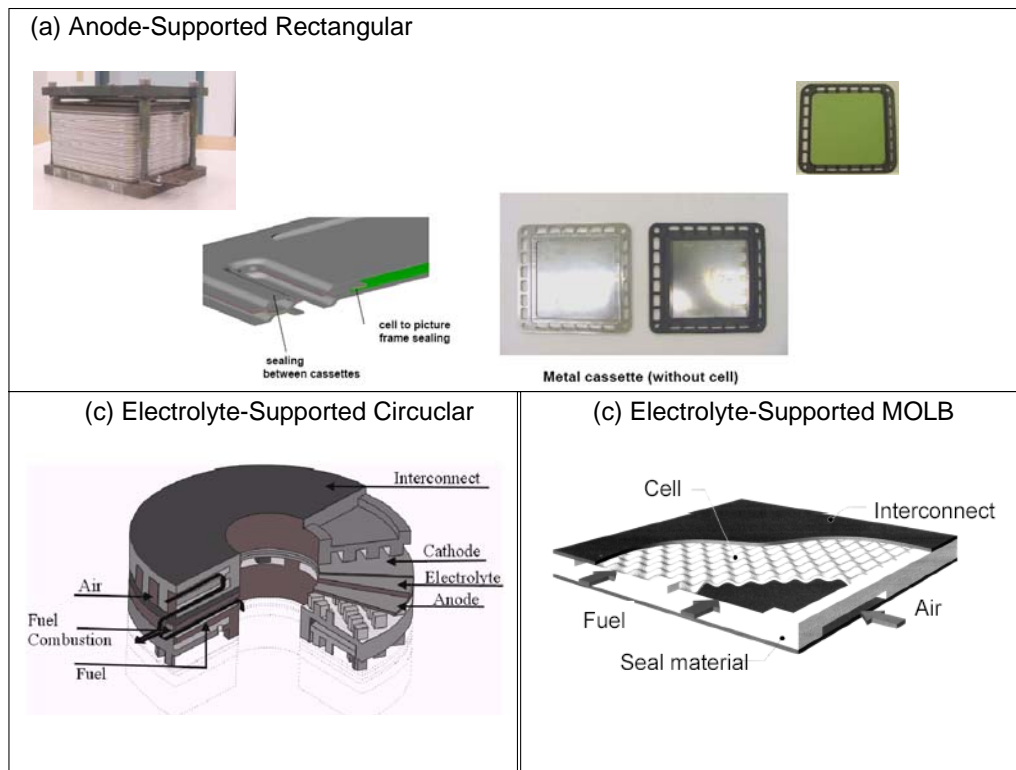 (a) Anode-Supported Rectangular
cell to picture
frame sealing
sealing
between cassettes
Metal cassette (without cell)
(c) Electrolyte-Supported Circuclar
Interconnect
Cathode
Electrolyte
Anode
Air
Fuel
Combustion
Fuel
(c) Electrolyte-Supported MOLB
Cell
Interconnect
Fuel
Air
Seal material